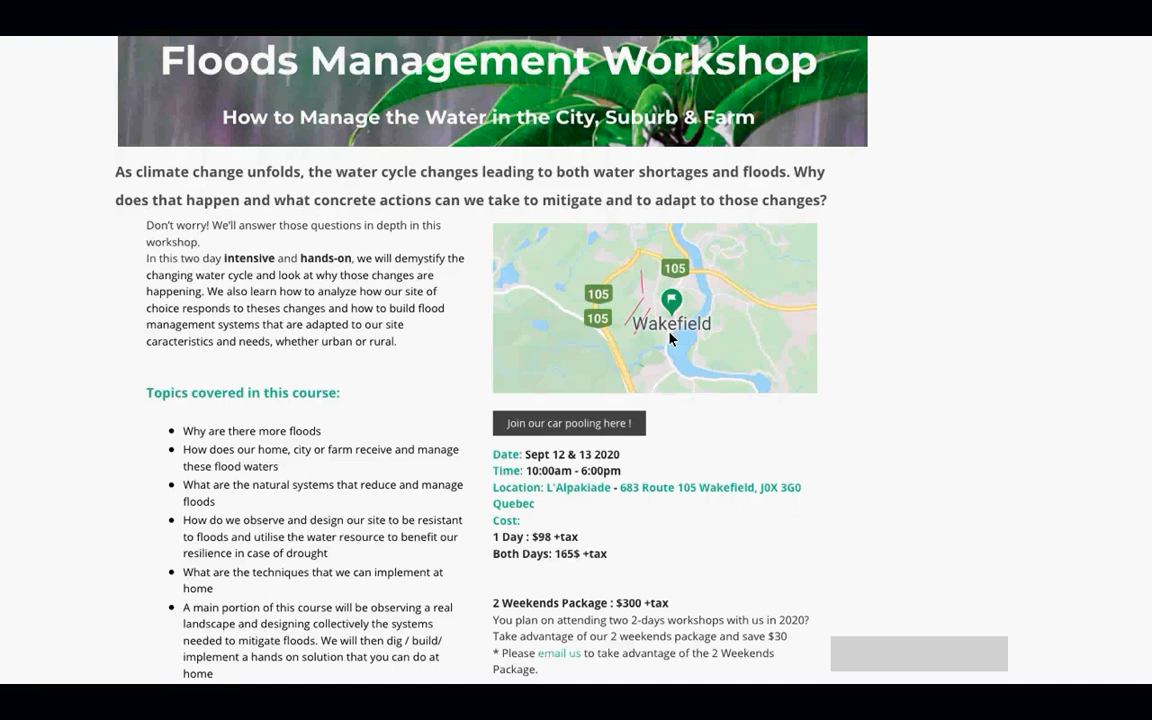 Floods Management Workshop
How to Manage the Water in the City, Suburb & Farm
As climate change unfolds, the water cycle changes leading to both water shortages and floods. Why
does that happen and what concrete actions can we take to mitigate and to adapt to those changes?
Don't worry! We'll answer those questions in depth in this
workshop.
In this two day intensive and hands-on, we will demystify the
changing water cycle and look at why those changes are
happening. We also learn how to analyze how our site of
choice responds to theses changes and how to build flood
management systems that are adapted to our site
caracteristics and needs, whether urban or rural.
Topics covered in this course:
• Why are there more floods
• How does our home, city or farm receive and manage
these flood waters
• What are the natural systems that reduce and manage
floods
• How do we observe and design our site to be resistant
to floods and utilise the water resource to benefit our
resilience in case of drought
• What are the techniques that we can implement at
home
• A main portion of this course will be observing a real
landscape and designing collectively the systems
needed to mitigate floods. We will then dig / build/
implement a hands on solution that you can do at
home
105
105
105
Wakefield
Join our car pooling here !
Date: Sept 12 & 13 2020
Time: 10:00am - 6:00pm
Location: L'Alpakiade - 683 Route 105 Wakefield, J0X 3G0
Quebec
Cost:
1 Day : $98 +tax
Both Days: 165$ +tax
2 Weekends Package : $300 +tax
You plan on attending two 2-days workshops with us in 2020?
Take advantage of our 2 weekends package and save $30
* Please email us to take advantage of the 2 Weekends
Package.